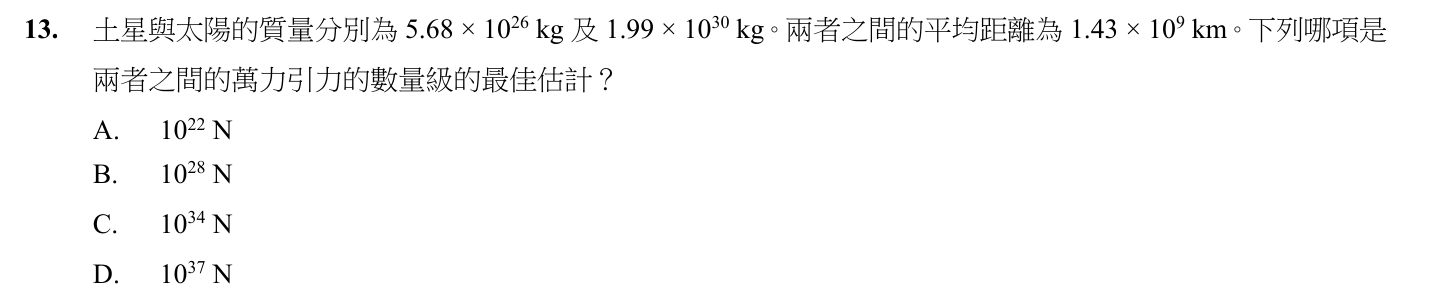 13. 土星與太陽的質量分別為 5.68 × 10²⁶ kg 及 1.99 × 10³⁰ kg。兩者之間的平均距離為 1.43 × 10⁹ km。下列哪項是
兩者之間的萬力引力的數量級的最佳估計？
A. 10²² N
B. 10²⁸ N
C. 10³⁴ N
D. 10³⁷ N